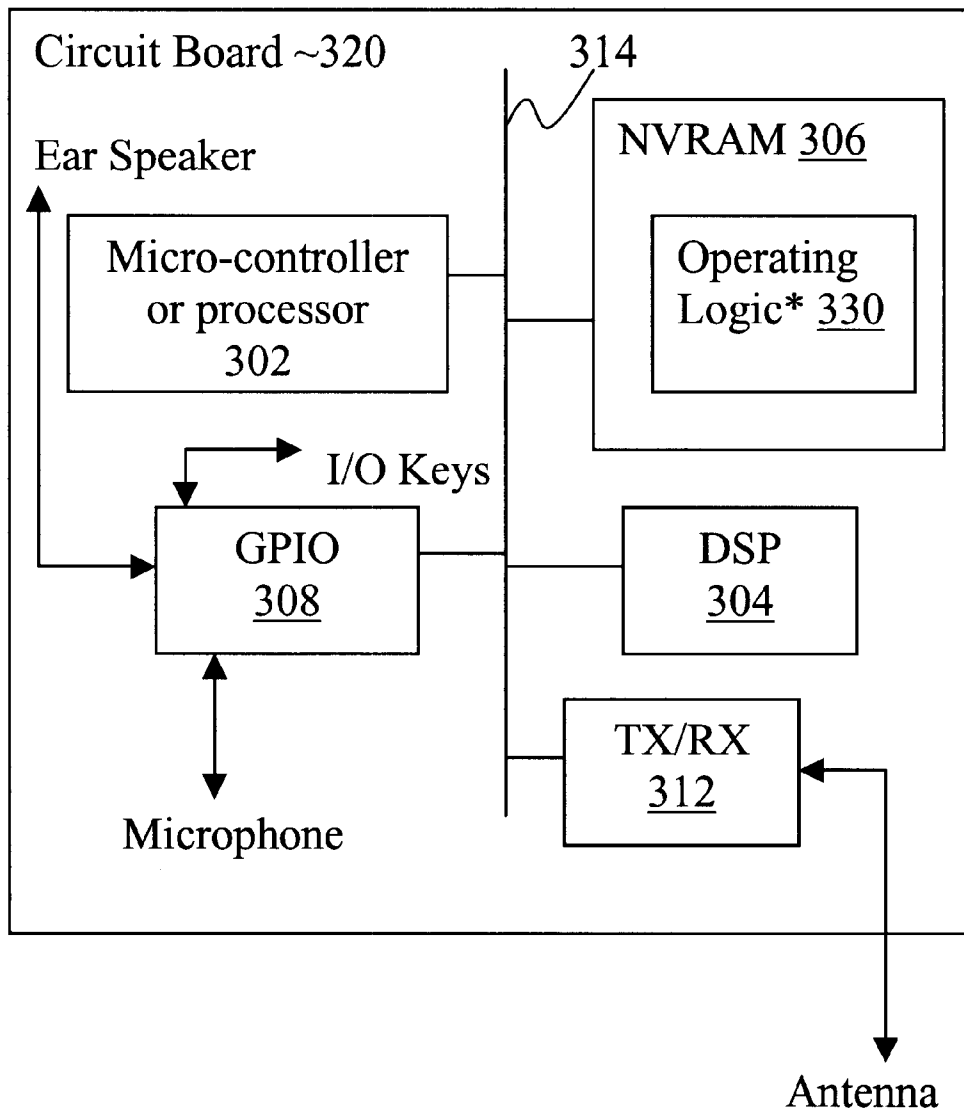 Circuit Board ~320
314
Ear Speaker
NVRAM 306
Micro-controller
or processor
302
Operating
Logic* 330
I/O Keys
GPIO
308
DSP
304
TX/RX
312
Microphone
Antenna